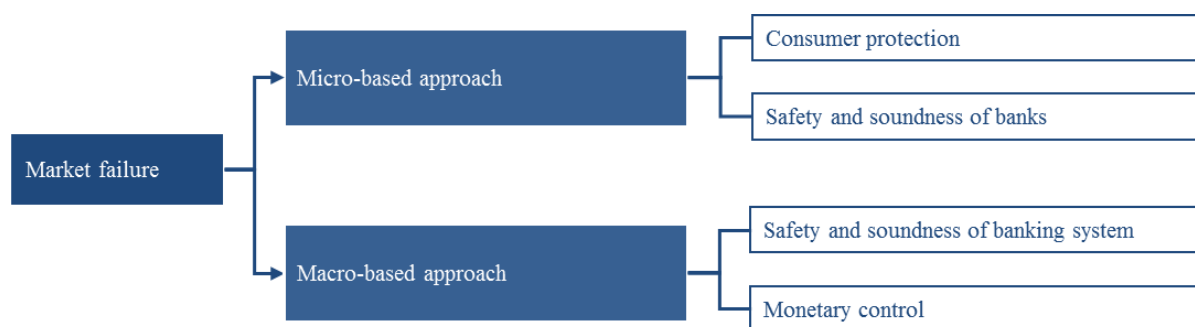 Market failure
Micro-based approach
Consumer protection
Safety and soundness of banks
Macro-based approach
Safety and soundness of banking system
Monetary control